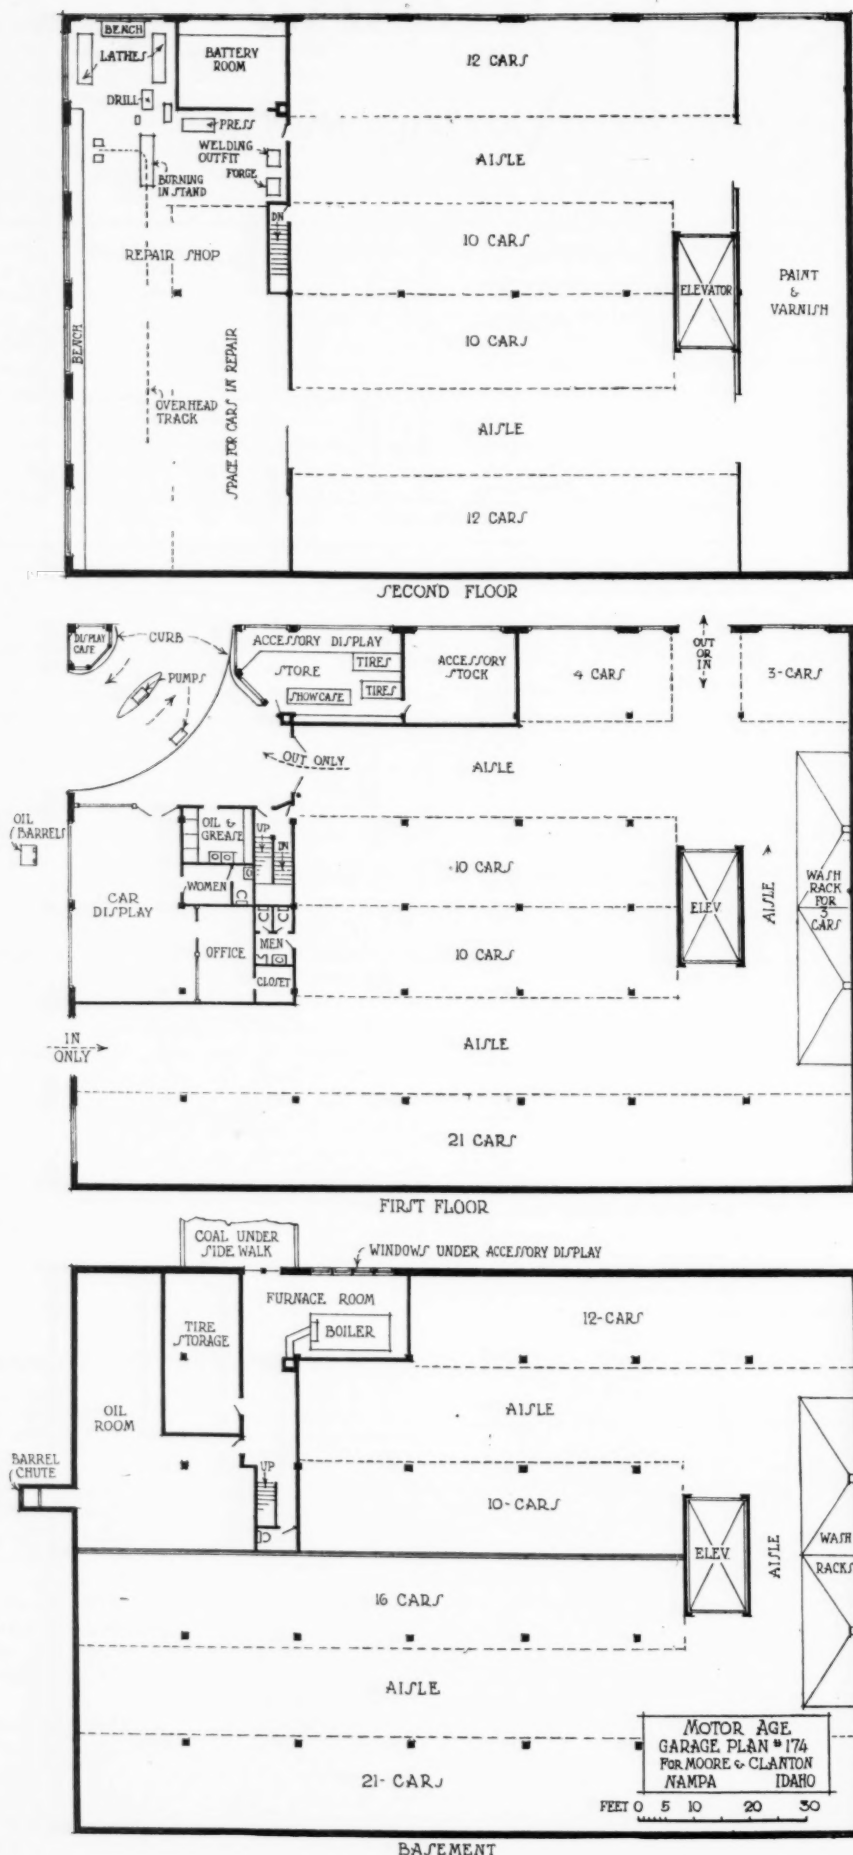 BENCH
LATHES
BATTERY
ROOM
12 CARS
DRILL
PRESS
WELDING
OUTFIT
AISLE
FORGE
BURNING
IN STAND
DN
10 CARS
REPAIR SHOP
ELEVATOR
PAINT
&
VARNISH
BENCH
10 CARS
SPACE FOR CARS IN REPAIR
OVERHEAD
TRACK
AISLE
12 CARS
SECOND FLOOR
DISPLAY
CASE
CURB
ACCESSORY DISPLAY
STORE
TIRES
ACCESSORY
STOCK
4 CARS
OUT
OR
IN
3-CARS
PUMPS
SHOWCASE
TIRES
OUT ONLY
AISLE
OIL
BARRELS
OIL &
GREASE
UP
DN
10 CARS
WOMEN
CAR
DISPLAY
ELEV.
AISLE
WASH
RACK
FOR
3
CARS
OFFICE
MEN
10 CARS
CLOSET
IN
ONLY
AISLE
21 CARS
FIRST FLOOR
COAL UNDER
SIDE WALK
WINDOWS UNDER ACCESSORY DISPLAY
FURNACE ROOM
TIRE
STORAGE
BOILER
12-CARS
OIL
ROOM
AISLE
BARREL
CHUTE
UP
10-CARS
ELEV.
AISLE
WASH
RACKS
16 CARS
AISLE
21-CARS
MOTOR AGE
GARAGE PLAN #174
FOR MOORE & CLANTON
NAMPA IDAHO
FEET 0 5 10 20 30
BASEMENT